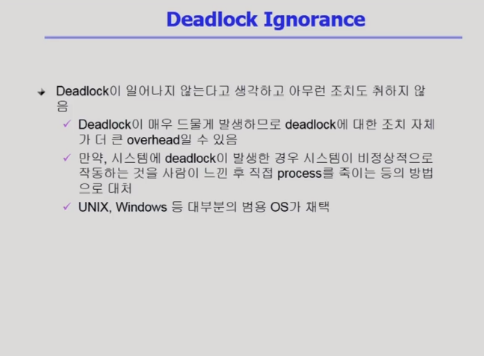 Deadlock Ignorance
Deadlock이 일어나지 않는다고 생각하고 아무런 조치도 취하지 않
음
Deadlock이 매우 드물게 발생하므로 deadlock에 대한 조치 자체
가 더 큰 overhead일 수 있음
만약, 시스템에 deadlock이 발생한 경우 시스템이 비정상적으로
작동하는 것을 사람이 느낀 후 직접 process를 죽이는 등의 방법
으로 대처
UNIX, Windows 등 대부분의 범용 OS가 채택